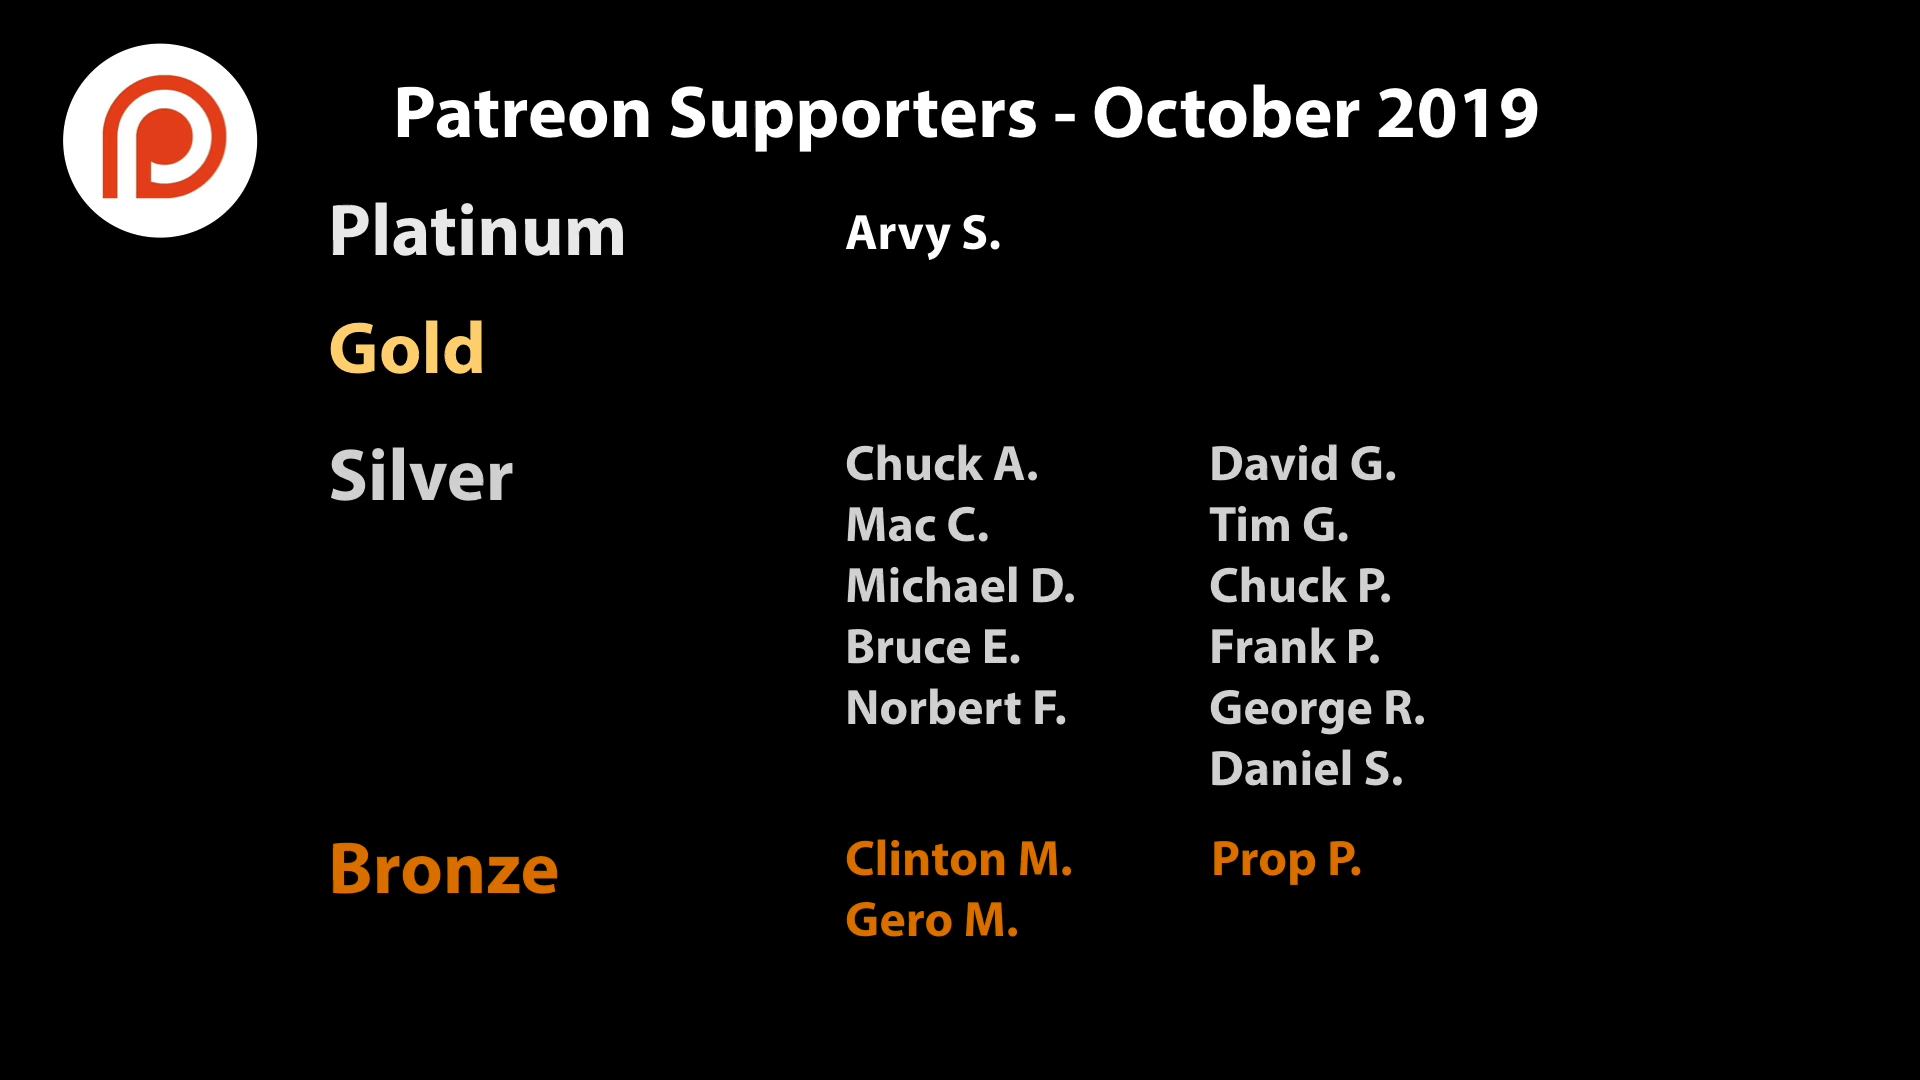 Patreon Supporters - October 2019
Platinum
Arvy S.
Gold
Silver
Chuck A.
Mac C.
Michael D.
Bruce E.
Norbert F.
David G.
Tim G.
Chuck P.
Frank P.
George R.
Daniel S.
Bronze
Clinton M.
Gero M.
Prop P.